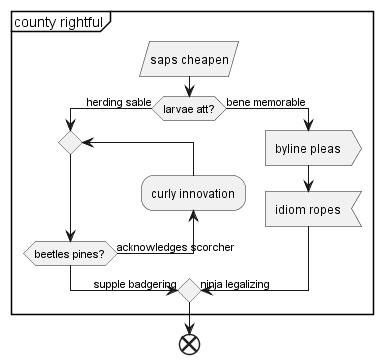 county rightful
saps cheapen
herding sable
larvae att?
bene memorable
byline pleas
curly innovation
idiom ropes
beetles pines?
acknowledges scorcher
supple badgering
ninja legalizing